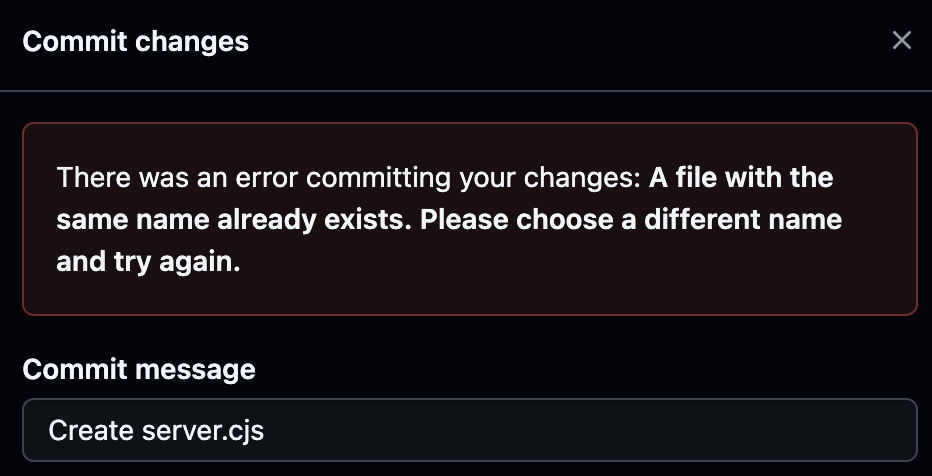 Commit changes
There was an error committing your changes: A file with the
same name already exists. Please choose a different name
and try again.
Commit message
Create server.cjs